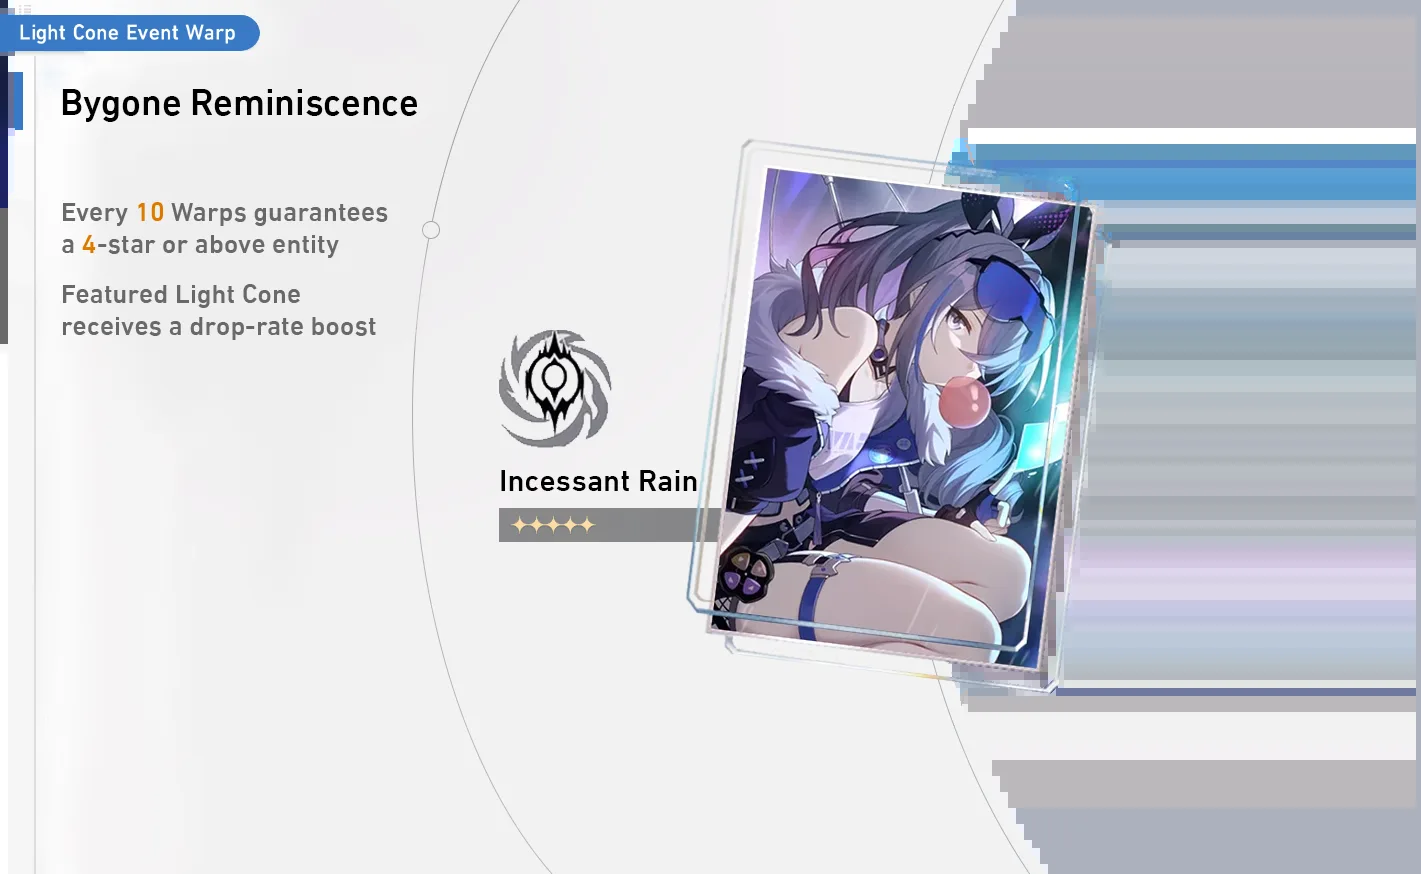 Light Cone Event Warp
Bygone Reminiscence
Every 10 Warps guarantees
a 4-star or above entity
Featured Light Cone
receives a drop-rate boost
Incessant Rain